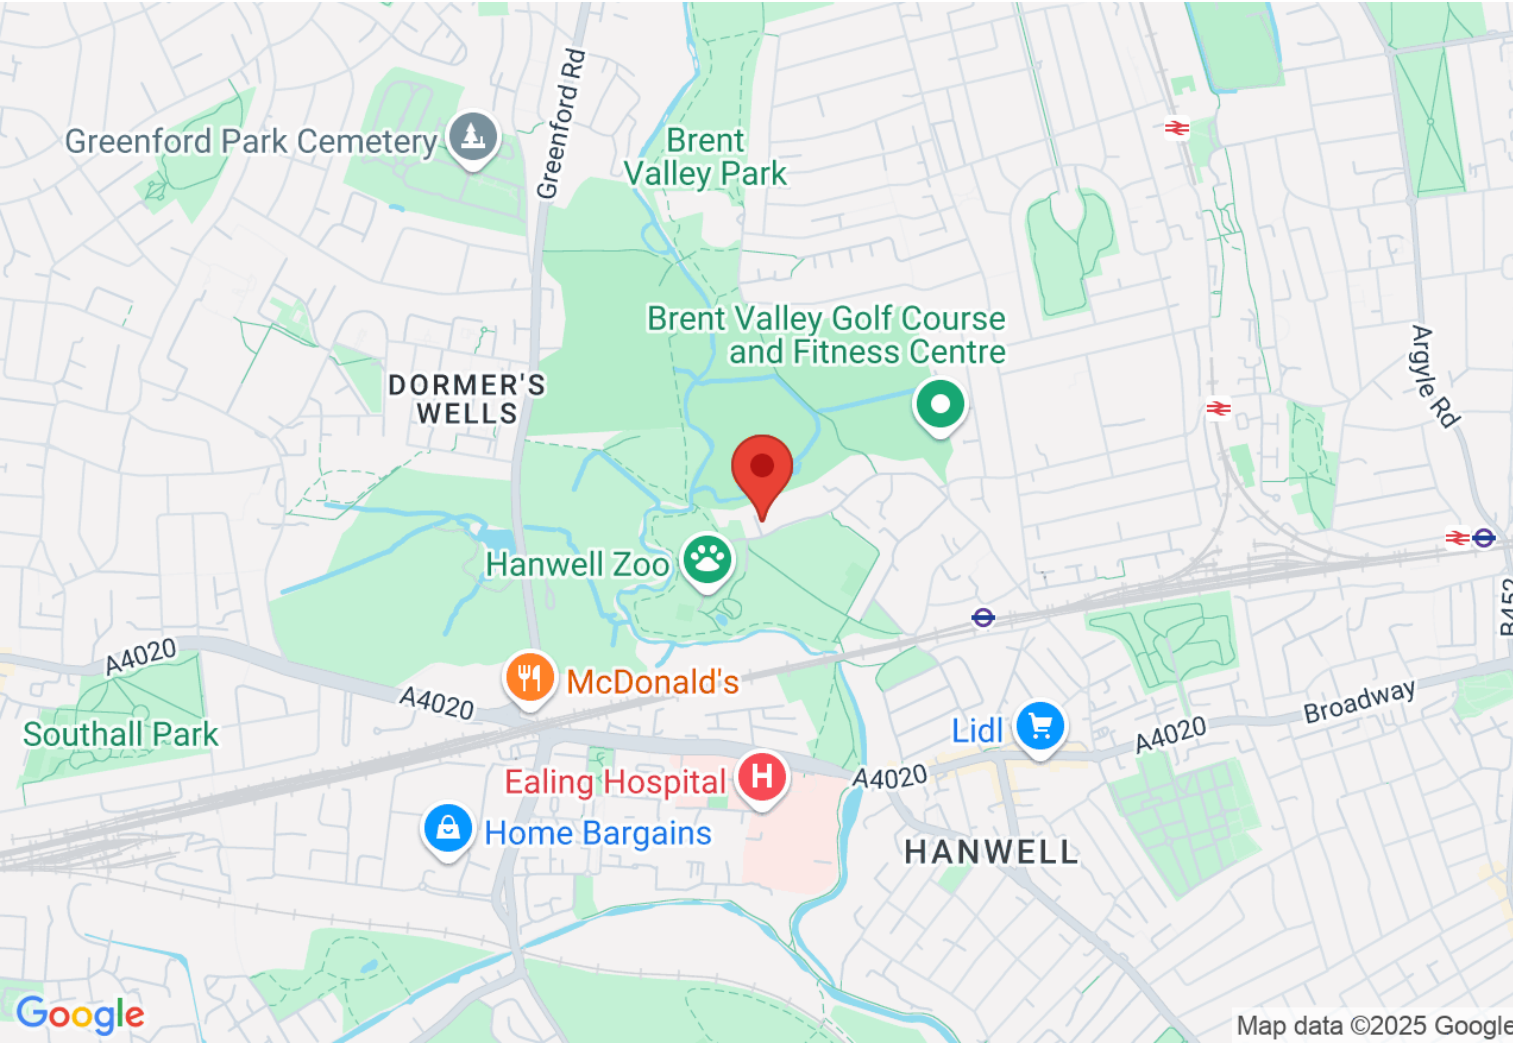 Greenford Rd
Greenford Park Cemetery
Brent
Valley Park
Brent Valley Golf Course
and Fitness Centre
Argyle Rd
DORMER'S
WELLS
Hanwell Zoo
B452
A4020
A4020
McDonald's
Southall Park
Broadway
A4020
Lidl
A4020
Ealing Hospital
H
Home Bargains
HANWELL
Google
Map data ©2025 Google